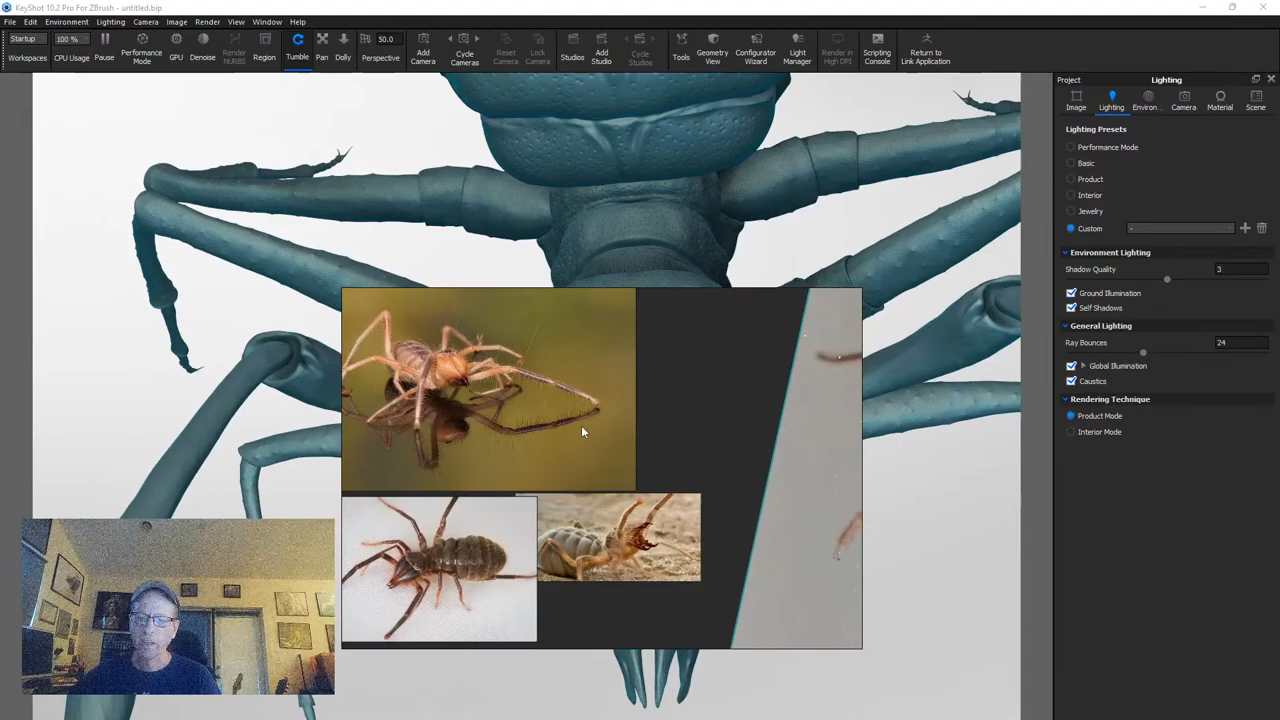 KeyShot 10.2 Pro For ZBrush - untitled.bip
File Edit Environment Lighting Camera Image Render View Window Help
Startup
Workspaces
100 %
CPU Usage
Pause
Performance
Mode
GPU
Denoise
Render
NURBS
Region
Tumble
Pan
Dolly
50.0
Perspective
Add
Camera
Cycle
Cameras
Reset
Camera
Lock
Camera
Studios
Add
Studio
Cycle
Studios
Tools
Geometry
View
Configurator
Wizard
Light
Manager
Render in
High DPI
Scripting
Console
Return to
Link Application
Project
Lighting
Image Lighting Environ... Camera Material Scene
Lighting Presets
Performance Mode
Basic
Product
Interior
Jewelry
Custom -
Environment Lighting
Shadow Quality 3
Ground Illumination
Self Shadows
General Lighting
Ray Bounces 24
Global Illumination
Caustics
Rendering Technique
Product Mode
Interior Mode